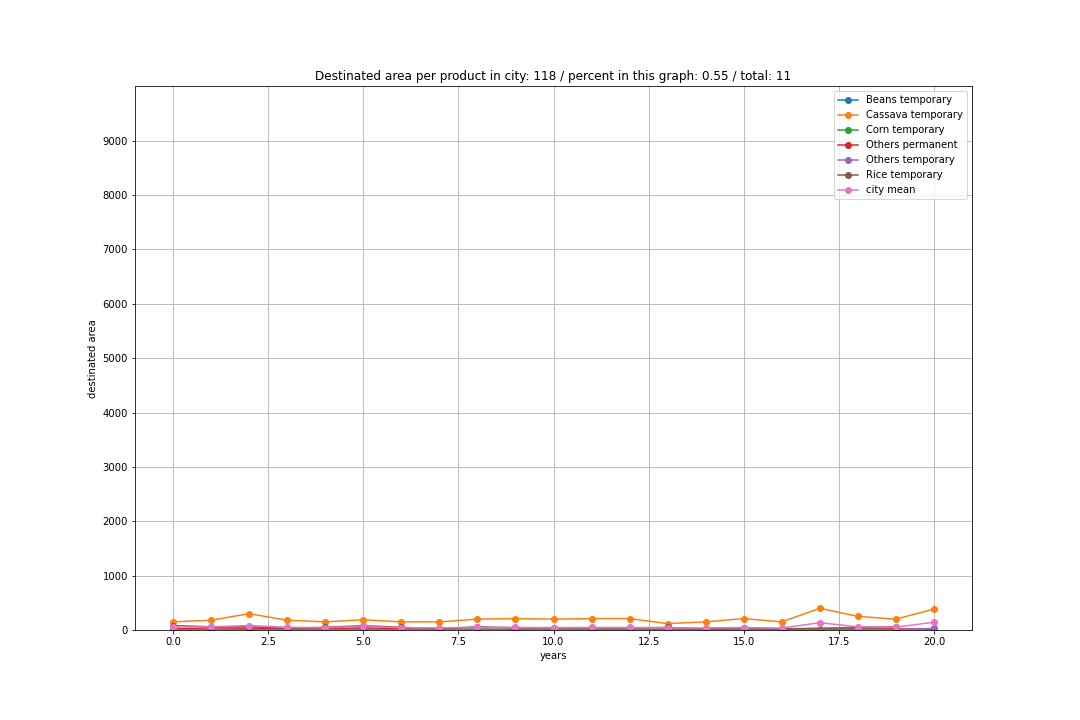 Destinated area per product in city: 118 / percent in this graph: 0.55 / total: 11
Beans temporary
Cassava temporary
Corn temporary
Others permanent
Others temporary
Rice temporary
city mean
9000
8000
7000
6000
5000
4000
3000
2000
1000
0
destinated area
0.0 2.5 5.0 7.5 10.0 12.5 15.0 17.5 20.0
years